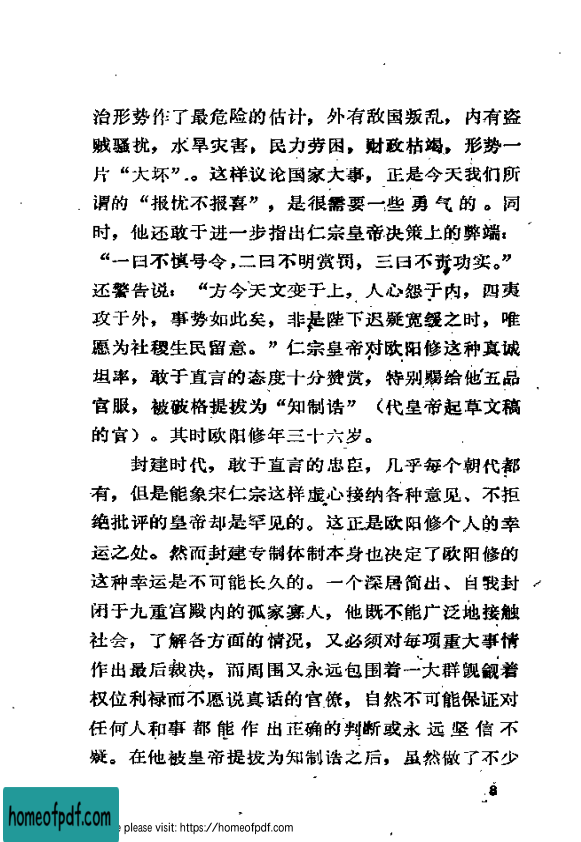 治形势作了最危险的估计，外有敌国叛乱，内有盗
贼骚扰，水旱灾害，民力劳困，财政枯竭，形势一
片“大坏”。这样议论国家大事，正是今天我们所
谓的“报忧不报喜”，是很需要一些勇气的。同
时，他还敢于进一步指出仁宗皇帝决策上的弊端：
“一曰不慎号令，二曰不明赏罚，三曰不责功实。”
还警告说：“方今天文变于上，人心怨于内，四夷
攻于外，事势如此矣，非是陛下迟疑宽缓之时，唯
愿为社稷生民留意。”仁宗皇帝对欧阳修这种真诚
坦率，敢于直言的态度十分赞赏，特别赐给他五品
官服，被破格提拔为“知制诰”（代皇帝起草文稿
的官）。其时欧阳修年三十六岁。
封建时代，敢于直言的忠臣，几乎每个朝代都
有，但是能象宋仁宗这样虚心接纳各种意见、不拒
绝批评的皇帝却是罕见的。这正是欧阳修个人的幸
运之处。然而封建专制体制本身也决定了欧阳修的
这种幸运是不可能长久的。一个深居简出、自我封
闭于九重宫殿内的孤家寡人，他既不能广泛地接触
社会，了解各方面的情况，又必须对每项重大事情
作出最后裁决，而周围又永远包围着一大群觊觎着
权位利禄而不愿说真话的官僚，自然不可能保证对
任何人和事都能作出正确的判断或永远坚信不
疑。在他被皇帝提拔为知制诰之后，虽然做了不少
8
homeofpdf.com
e please visit: https://homeofpdf.com